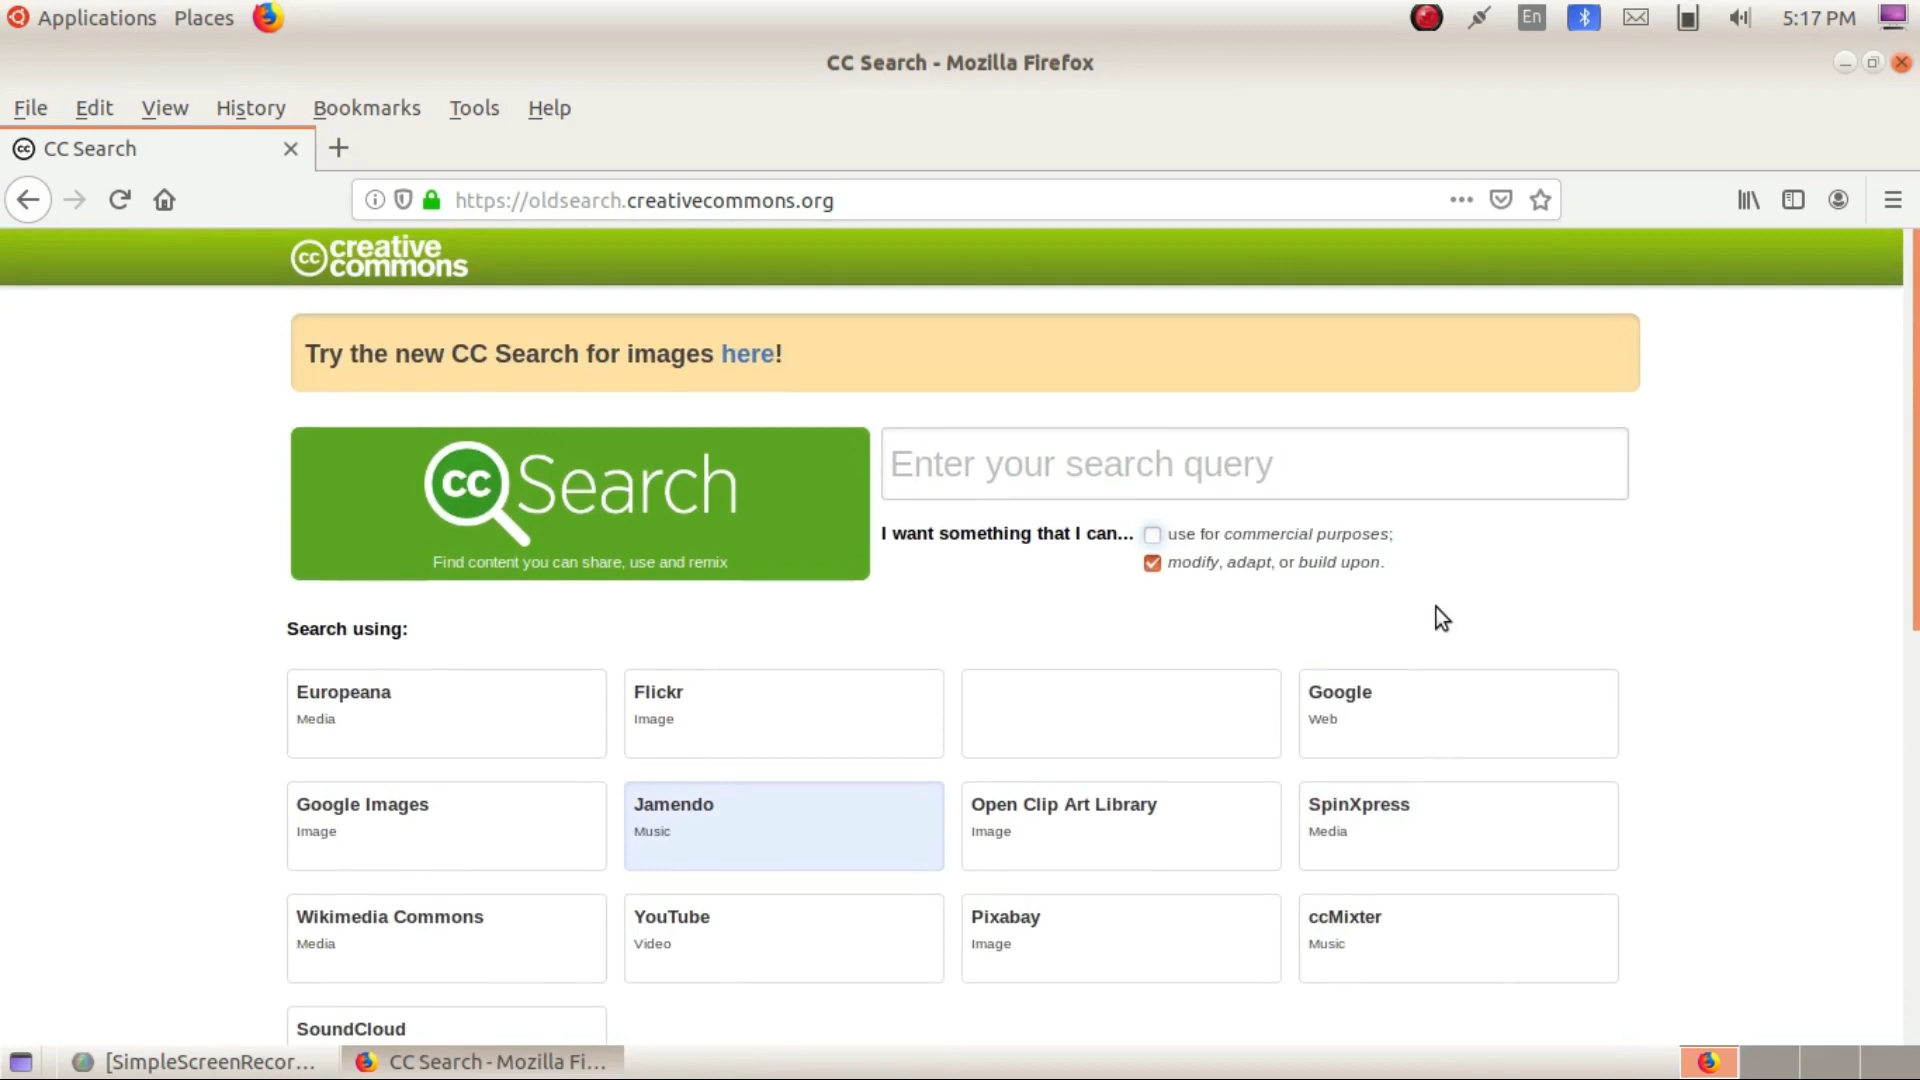 Applications Places En 5:17 PM
CC Search - Mozilla Firefox
File Edit View History Bookmarks Tools Help
CC Search
https://oldsearch.creativecommons.org
cc creative commons
Try the new CC Search for images here!
cc Search
Find content you can share, use and remix
Enter your search query
I want something that I can... use for commercial purposes;
modify, adapt, or build upon.
Search using:
Europeana Flickr Google
Media Image Web
Google Images Jamendo Open Clip Art Library SpinXpress
Image Music Image Media
Wikimedia Commons YouTube Pixabay ccMixter
Media Video Image Music
SoundCloud
[SimpleScreenRecor... CC Search - Mozilla Fi...